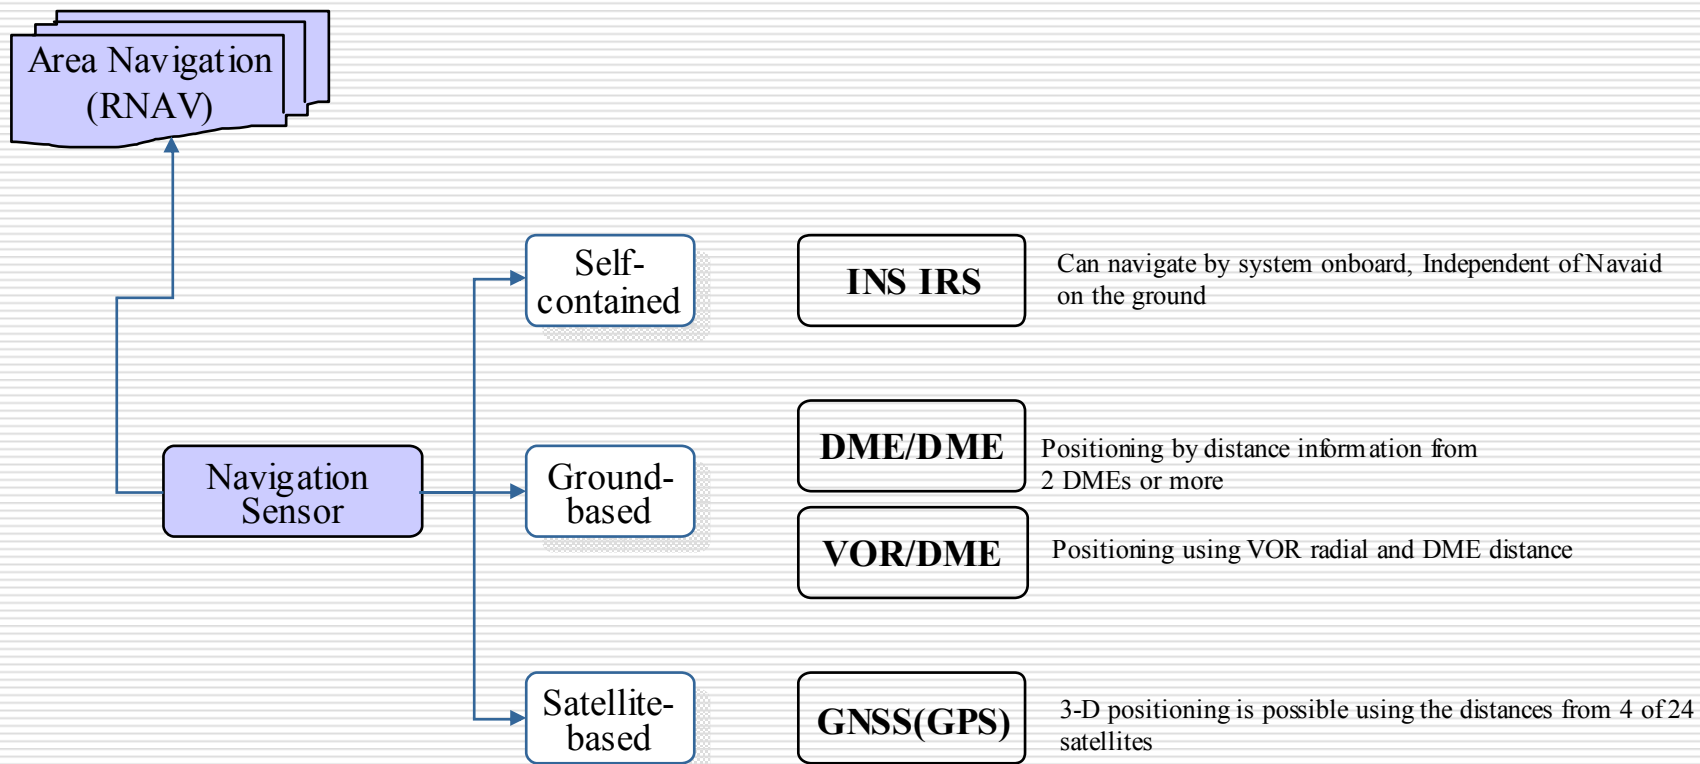 Area Navigation
(RNAV)
Self-
contained
INS IRS
Can navigate by system onboard, Independent of Navaid
on the ground
Navigation
Sensor
Ground-
based
DME/DME
Positioning by distance information from
2 DMEs or more
VOR/DME
Positioning using VOR radial and DME distance
Satellite-
based
GNSS(GPS)
3-D positioning is possible using the distances from 4 of 24
satellites